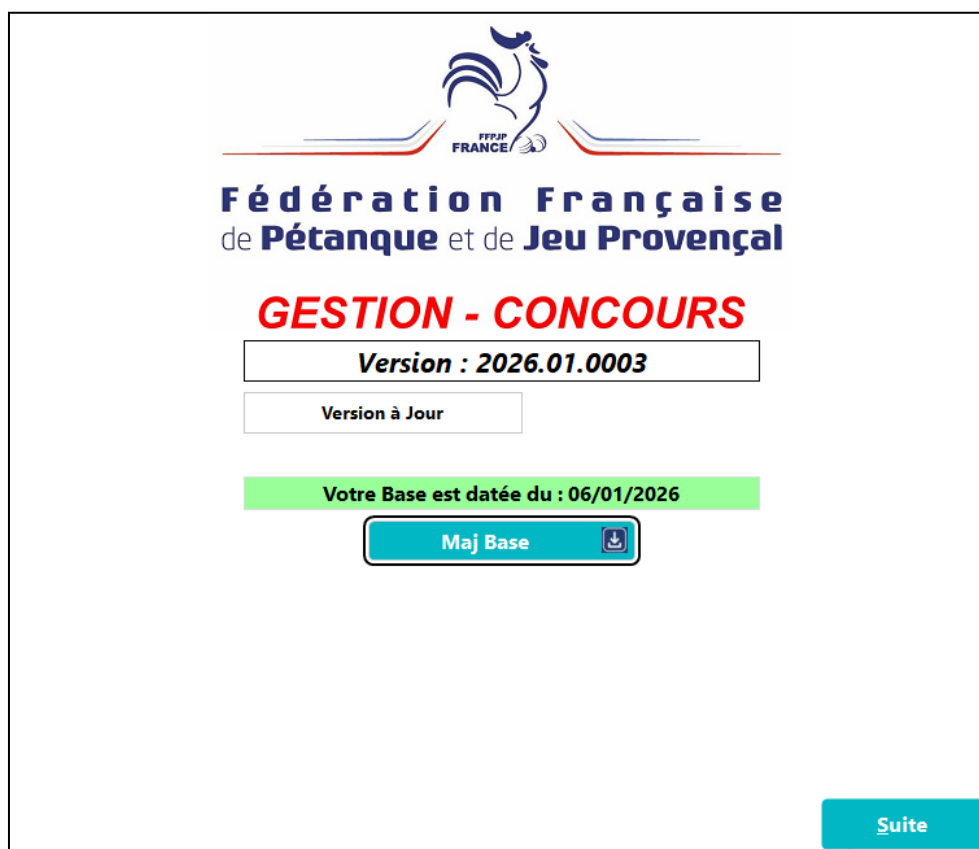 FFPJP
FRANCE
Fédération Française
de Pétanque et de Jeu Provençal
GESTION - CONCOURS
Version : 2026.01.0003
Version à Jour
Votre Base est datée du : 06/01/2026
Maj Base
Suite